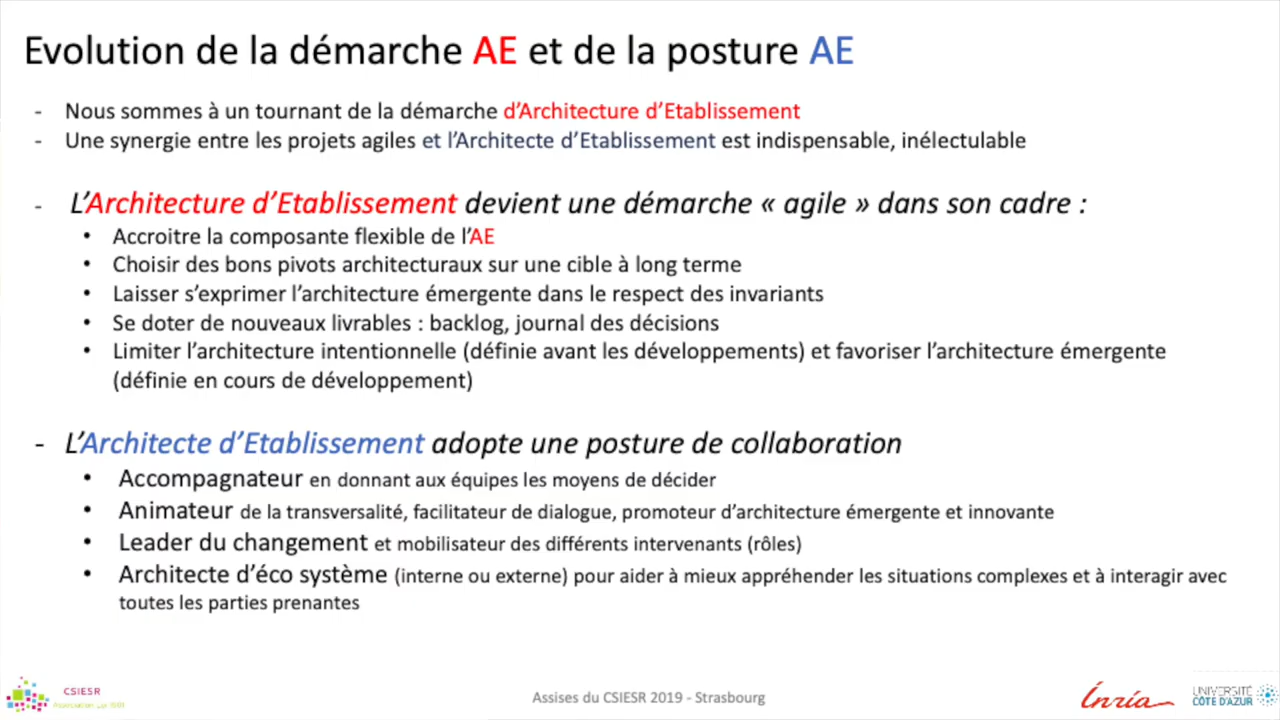 Evolution de la démarche AE et de la posture AE
- Nous sommes à un tournant de la démarche d’Architecture d’Etablissement
- Une synergie entre les projets agiles et l’Architecte d’Etablissement est indispensable, inélectulable
- L’Architecture d’Etablissement devient une démarche « agile » dans son cadre :
• Accroitre la composante flexible de l’AE
• Choisir des bons pivots architecturaux sur une cible à long terme
• Laisser s’exprimer l’architecture émergente dans le respect des invariants
• Se doter de nouveaux livrables : backlog, journal des décisions
• Limiter l’architecture intentionnelle (définie avant les développements) et favoriser l’architecture émergente
(définie en cours de développement)
- L’Architecte d’Etablissement adopte une posture de collaboration
• Accompagnateur en donnant aux équipes les moyens de décider
• Animateur de la transversalité, facilitateur de dialogue, promoteur d’architecture émergente et innovante
• Leader du changement et mobilisateur des différents intervenants (rôles)
• Architecte d’éco système (interne ou externe) pour aider à mieux appréhender les situations complexes et à interagir avec
toutes les parties prenantes
CSIESR
Assises du CSIESR 2019 - Strasbourg
Inria
UNIVERSITÉ
CÔTE D’AZUR